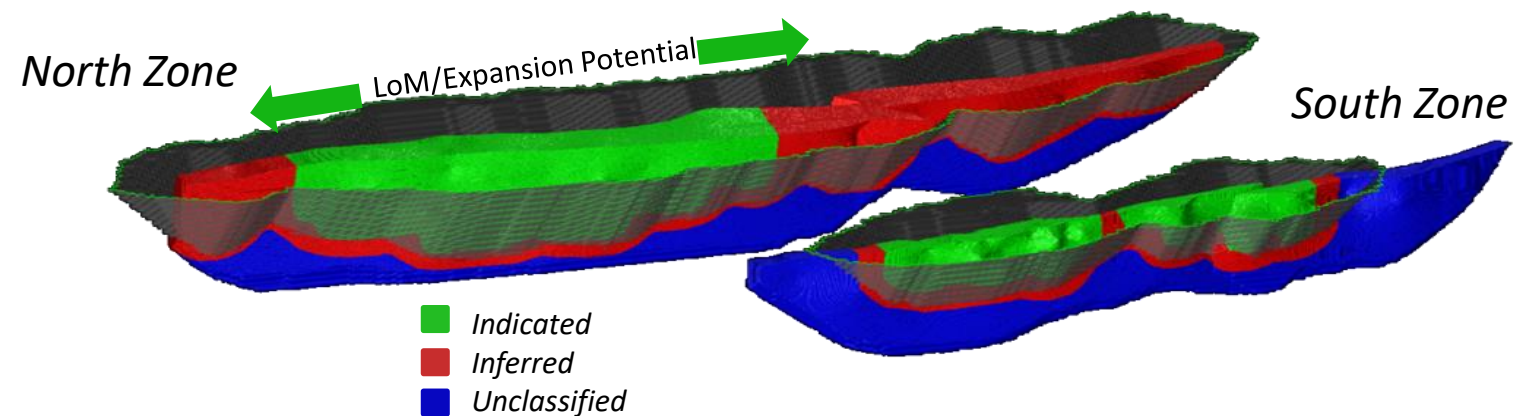 North Zone
LoM/Expansion Potential
South Zone
Indicated
Inferred
Unclassified